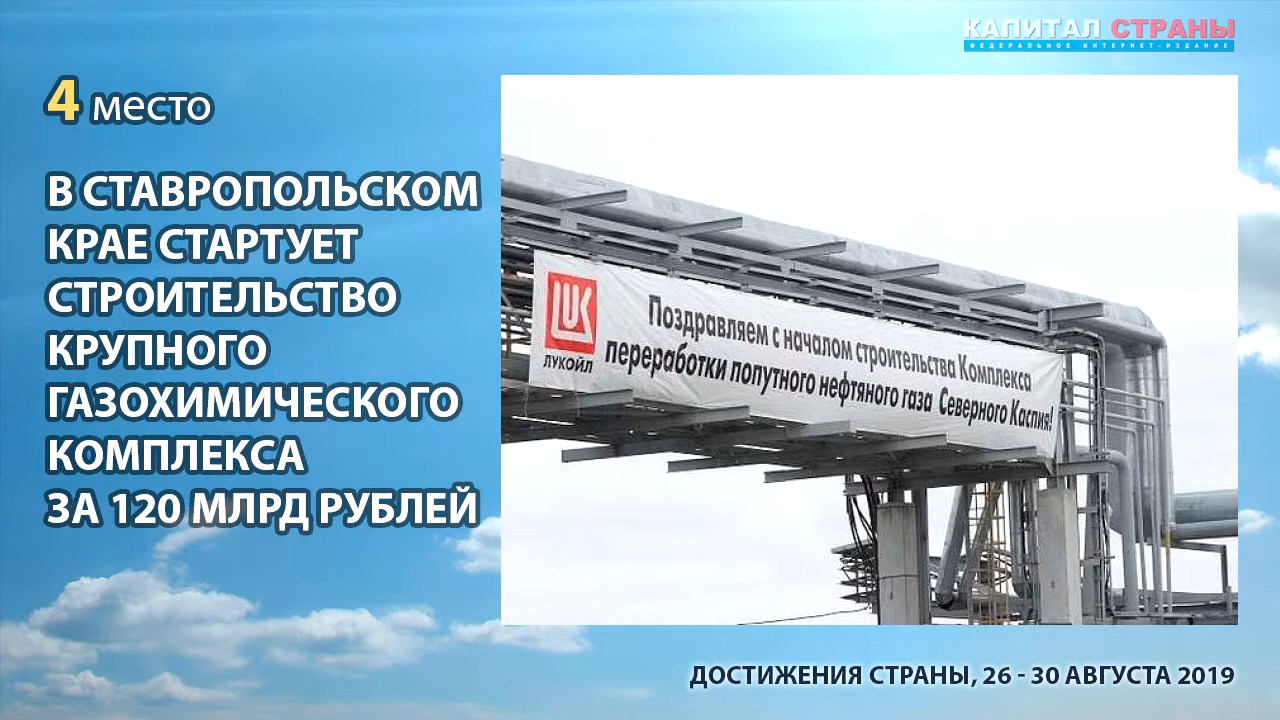 КАПИТАЛ СТРАНЫ
ФЕДЕРАЛЬНОЕ ИНТЕРНЕТ-ИЗДАНИЕ
4 место
В СТАВРОПОЛЬСКОМ
КРАЕ СТАРТУЕТ
СТРОИТЕЛЬСТВО
КРУПНОГО
ГАЗОХИМИЧЕСКОГО
КОМПЛЕКСА
ЗА 120 МЛРД РУБЛЕЙ
LUK
ЛУКОЙЛ
Поздравляем с началом строительства Комплекса
переработки попутного нефтяного газа Северного Каспия!
ДОСТИЖЕНИЯ СТРАНЫ, 26 - 30 АВГУСТА 2019